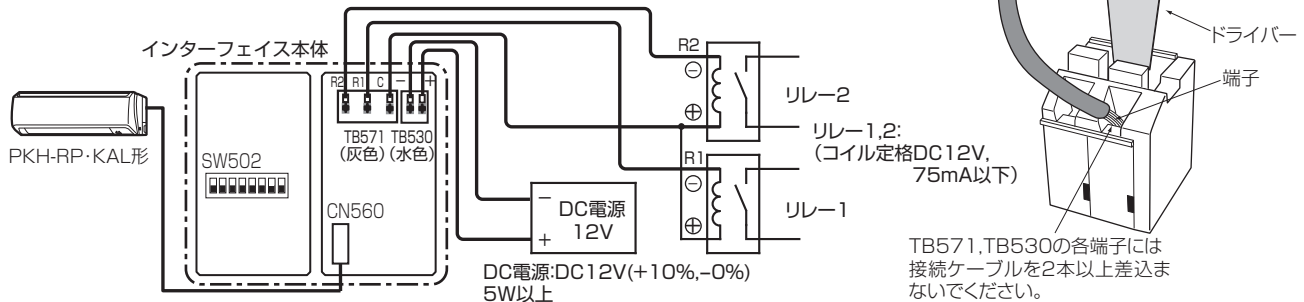 インターフェイス本体
R2 R1 C − +
TB571 TB530
(灰色) (水色)
SW502
CN560
PKH-RP･KAL形
−
+
DC電源
12V
DC電源:DC12V(+10%,−0%)
5W以上
R2
⊖
⊕
リレー2
リレー1,2:
(コイル定格DC12V,
75mA以下)
R1
⊖
⊕
リレー1
ドライバー
端子
TB571,TB530の各端子には
接続ケーブルを2本以上差込ま
ないでください。